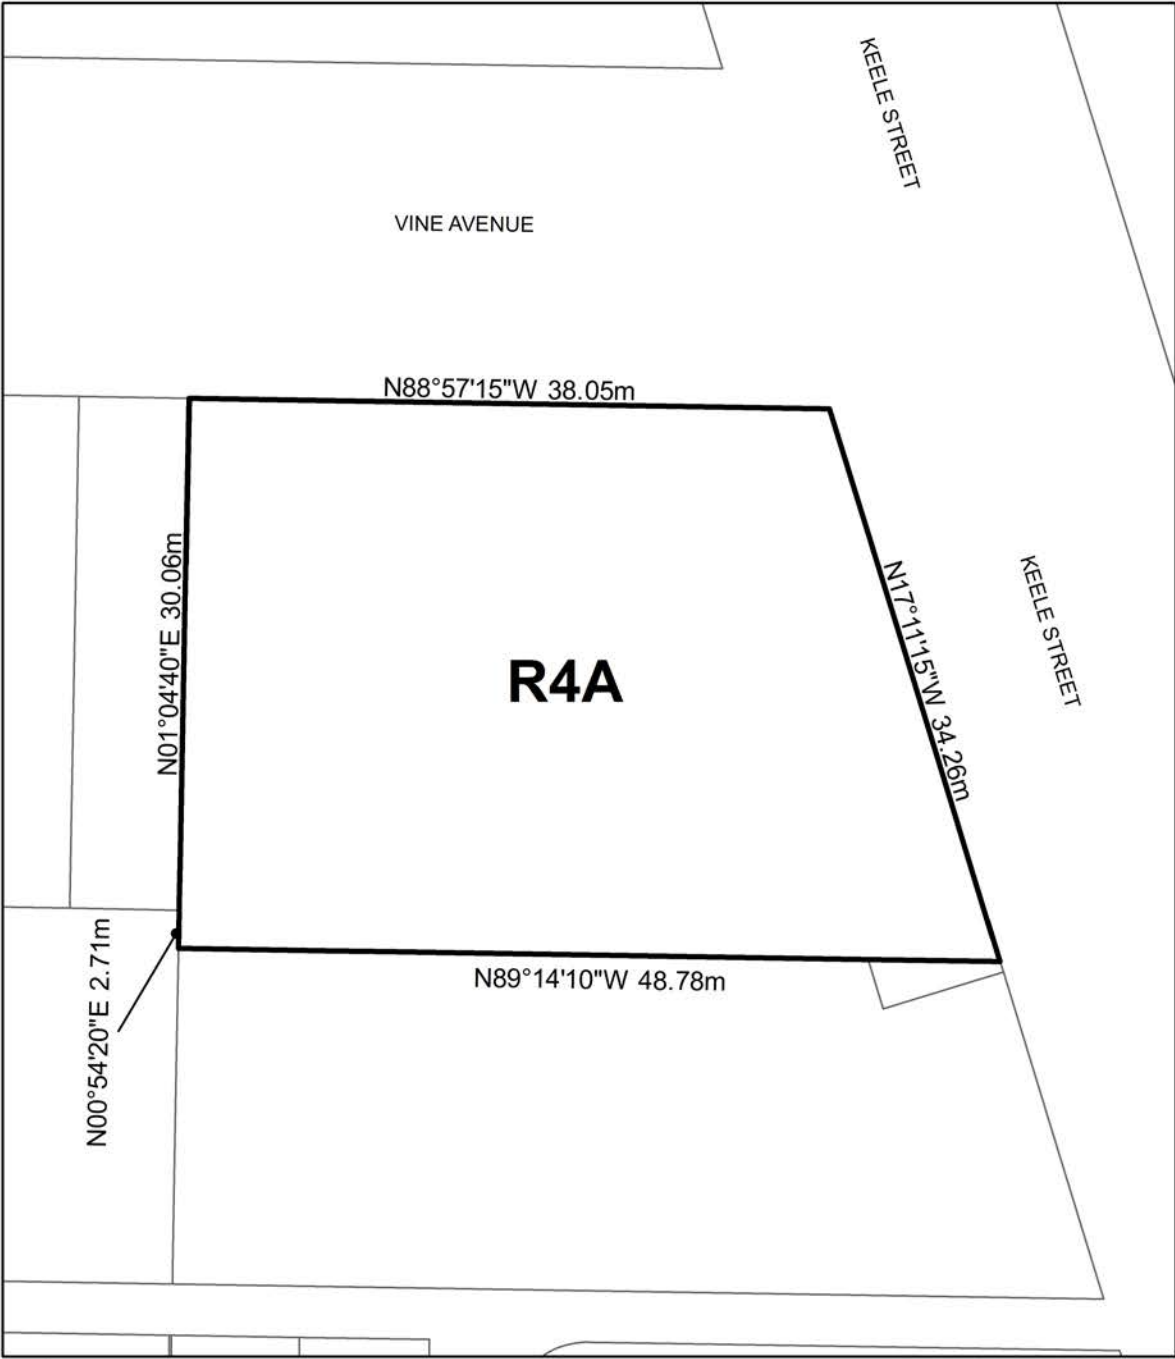 KEELE STREET
VINE AVENUE
N88°57'15"W 38.05m
N01°04'40"E 30.06m
N17°11'15"W 34.26m
KEELE STREET
R4A
N00°54'20"E 2.71m
N89°14'10"W 48.78m